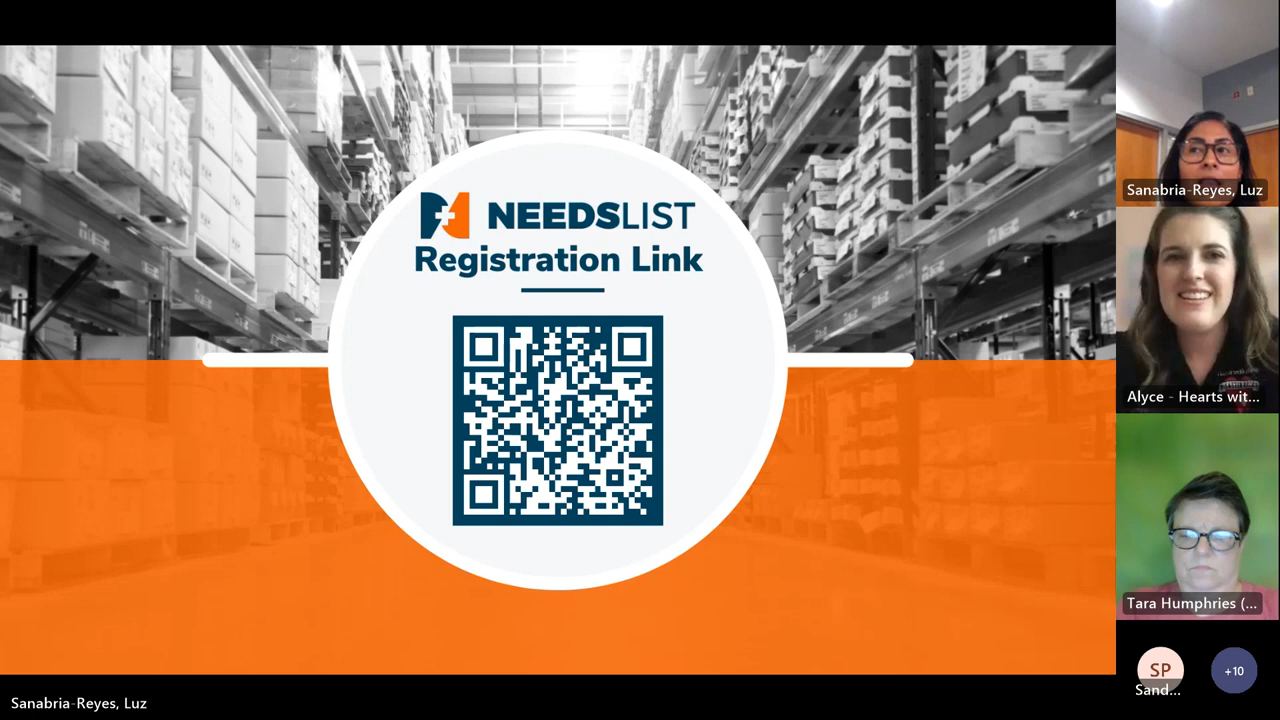 NEEDSLIST
Registration Link
Sanabria-Reyes, Luz
Alyce - Hearts wit...
Tara Humphries (...
SP
Sand...
+10
Sanabria-Reyes, Luz